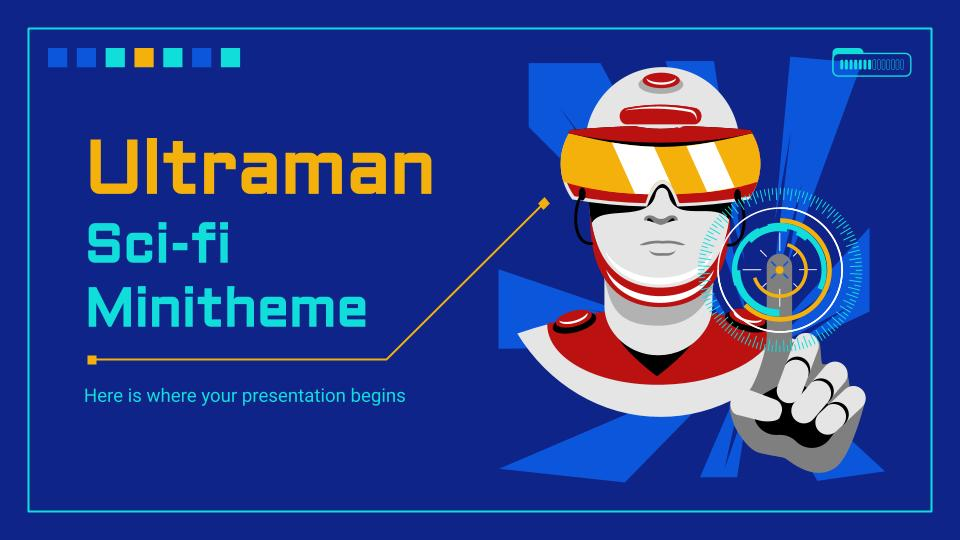 Ultraman
Sci-fi
Minitheme
Here is where your presentation begins